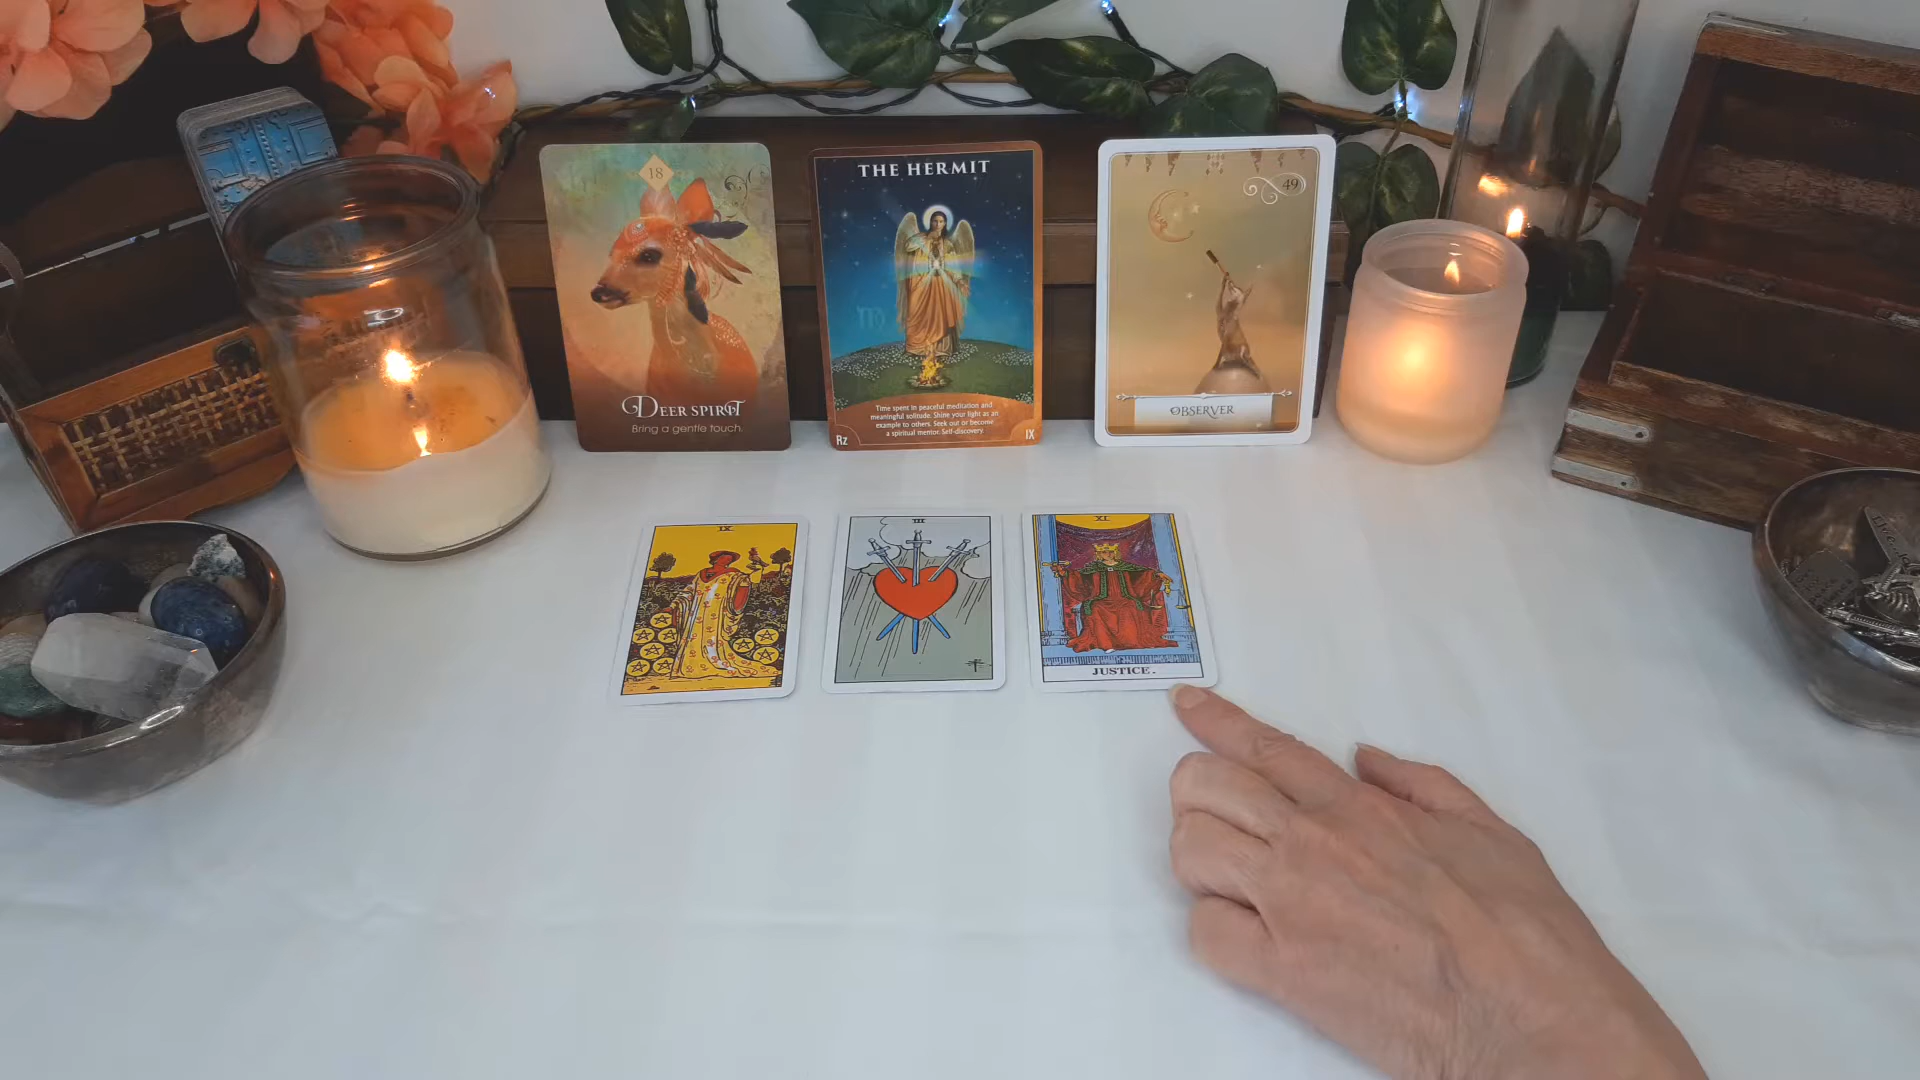 18
DEER SPIRIT
Bring a gentle touch.
THE HERMIT
Time spent in peaceful meditation and
meaningful solitude. Shine your light as an
example to others. Seek out or become
a spiritual mentor. Self-discovery.
Rz
IX
49
OBSERVER
IX
III
XI
JUSTICE.